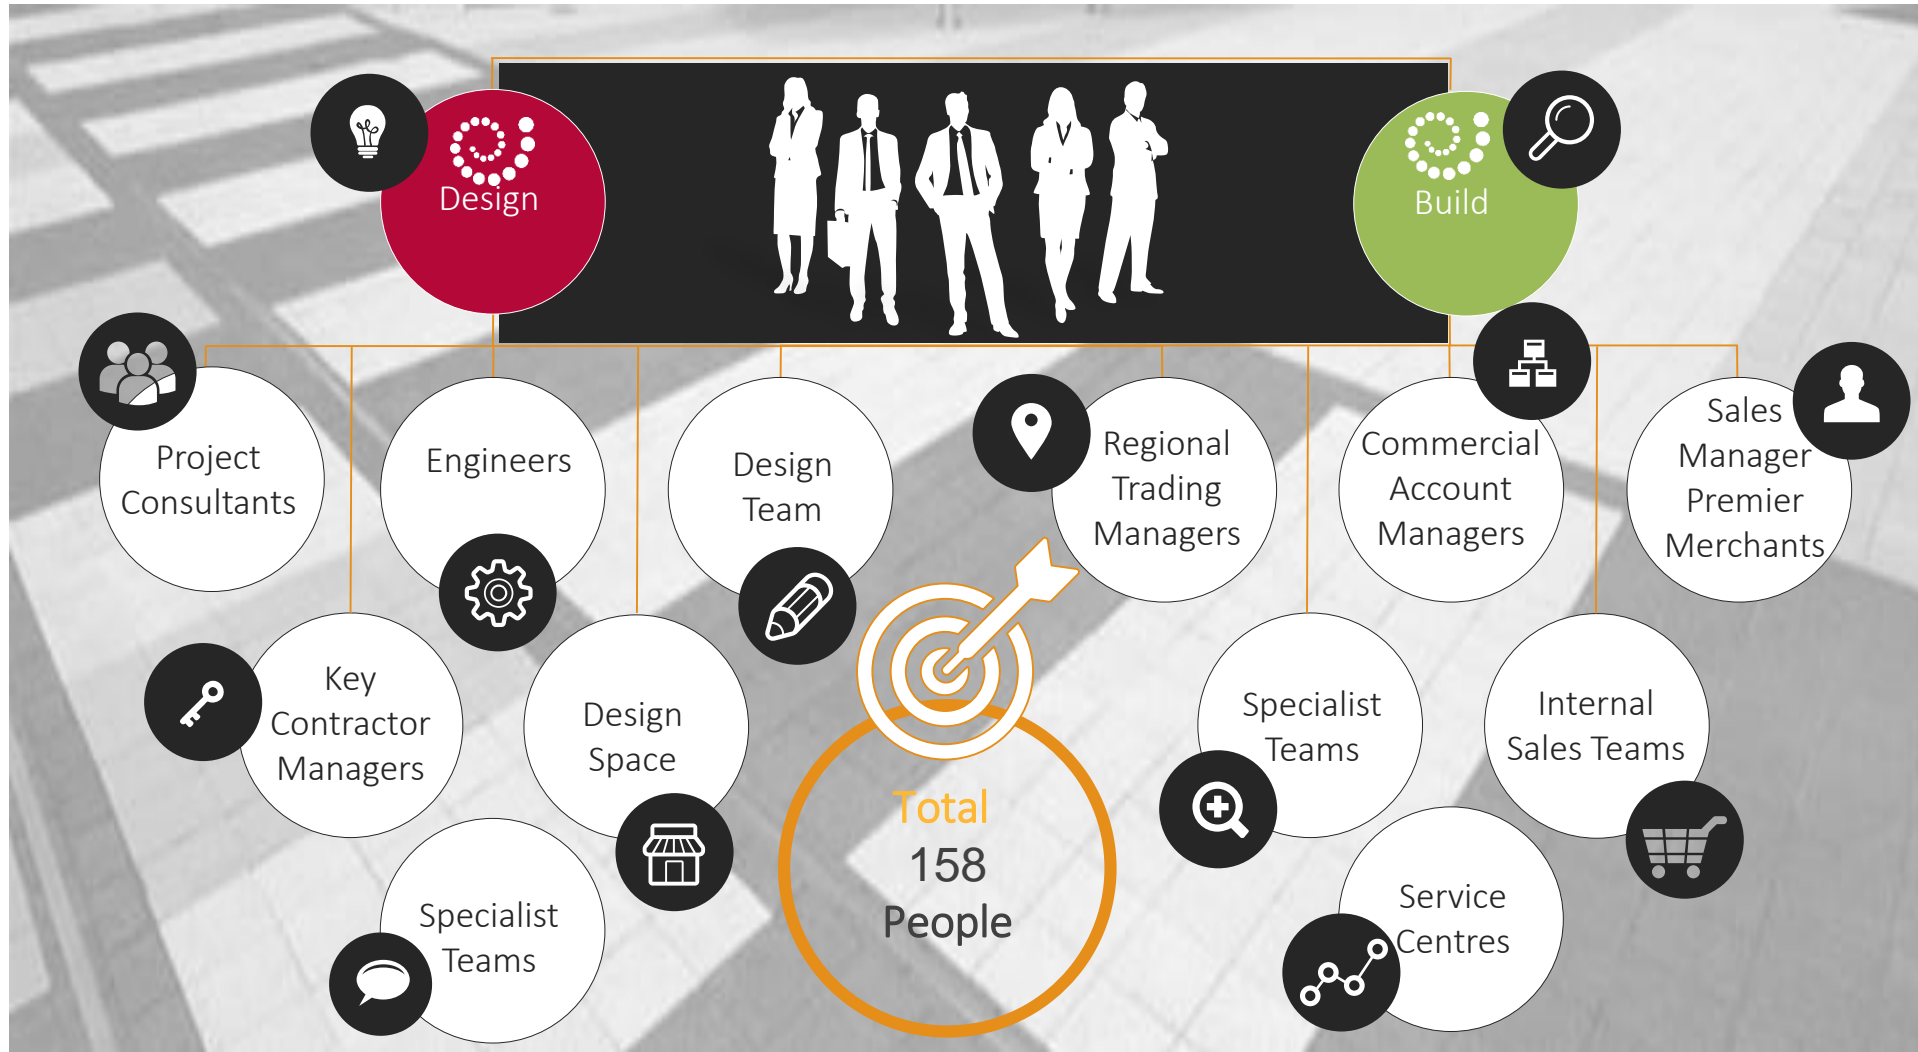 Design
Build
Project
Consultants
Engineers
Design
Team
Regional
Trading
Managers
Commercial
Account
Managers
Sales
Manager
Premier
Merchants
Key
Contractor
Managers
Design
Space
Specialist
Teams
Internal
Sales Teams
Total
158
People
Specialist
Teams
Service
Centres